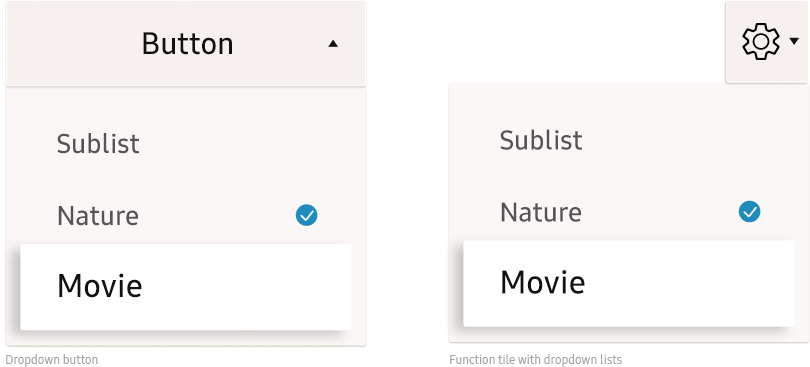 Button
Sublist
Nature
Movie
Dropdown button
Sublist
Nature
Movie
Function tile with dropdown lists